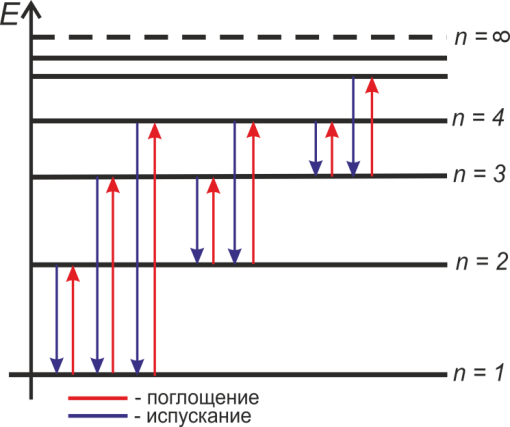 E
n = ∞
n = 4
n = 3
n = 2
n = 1
- поглощение
- испускание